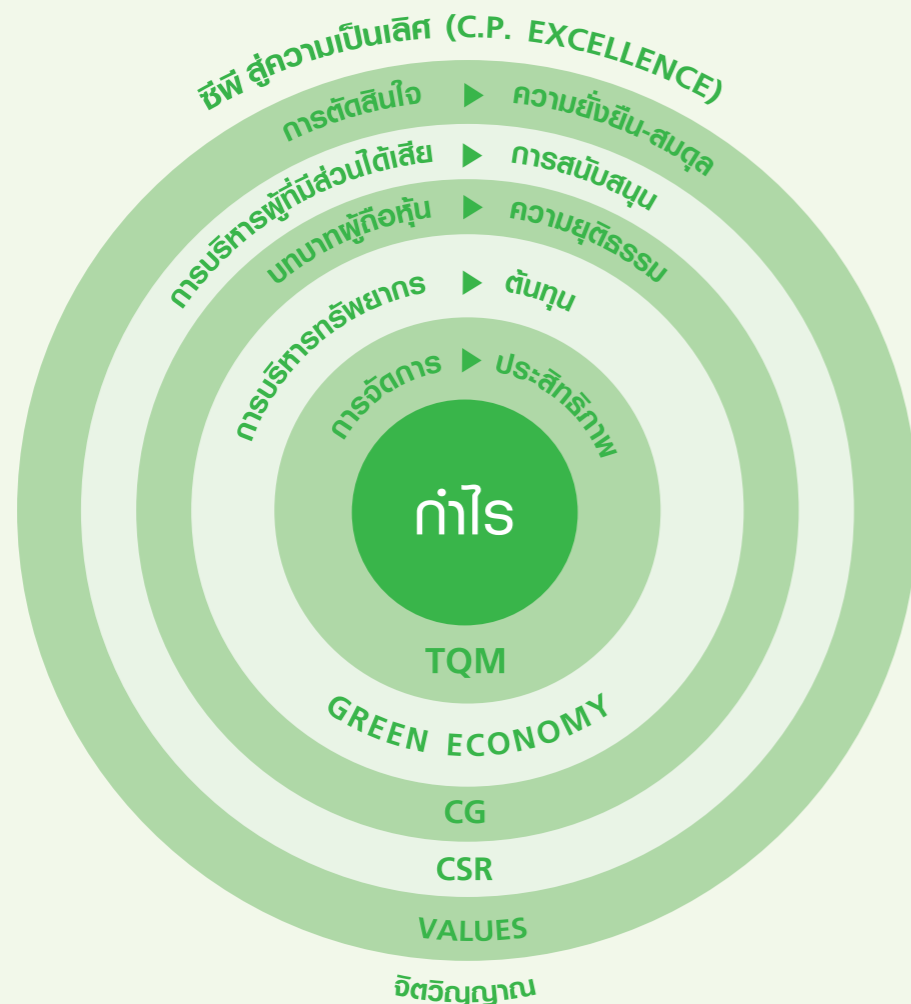 ซีพี สู่ความเป็นเลิศ (C.P. EXCELLENCE)
การตัดสินใจ ▶ ความยั่งยืน-สมดุล
การบริหารผู้ที่มีส่วนได้เสีย ▶ การสนับสนุน
บทบาทผู้ถือหุ้น ▶ ความยุติธรรม
การบริหารทรัพยากร ▶ ต้นทุน
การจัดการ ▶ ประสิทธิภาพ
กำไร
TQM
GREEN ECONOMY
CG
CSR
VALUES
จิตวิญญาณ